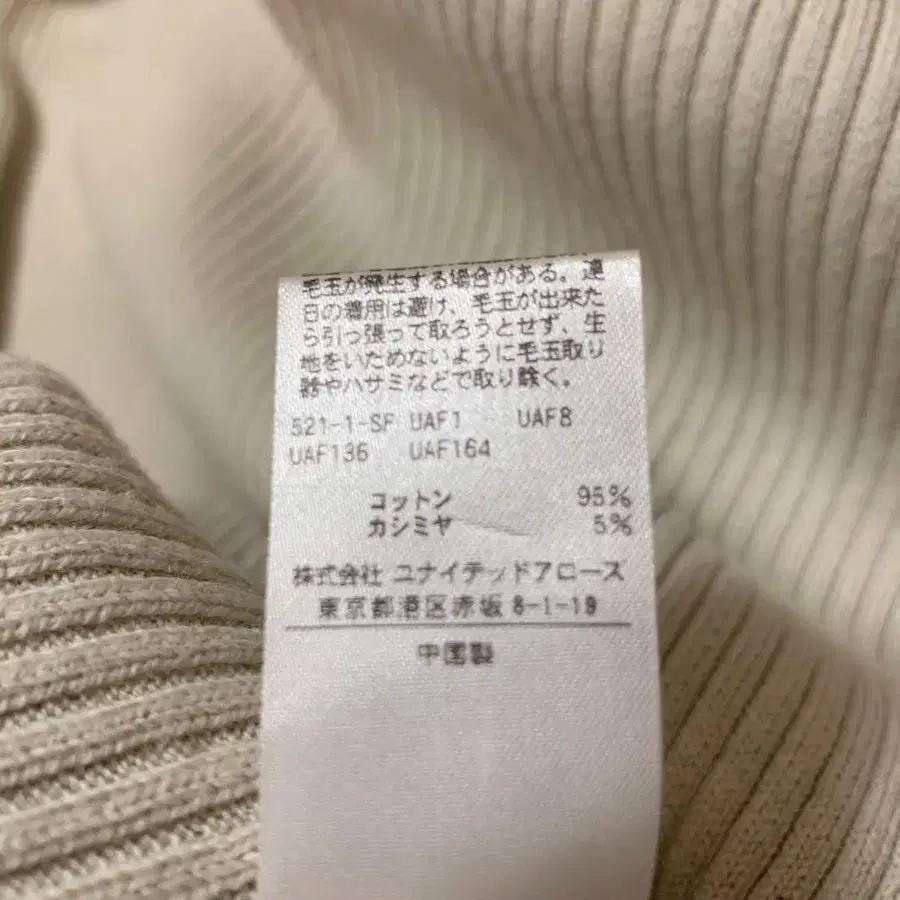 毛玉が発生する場合がある。連
日の着用は避け、毛玉が出来た
ら引っ張って取ろうとせず、生
地をいためないように毛玉取り
器やハサミなどで取り除く。
521-1-SF UAF1 UAF8
UAF136 UAF164
コットン 95%
カシミヤ 5%
株式会社 ユナイテッドアローズ
東京都港区赤坂8-1-19
中国製